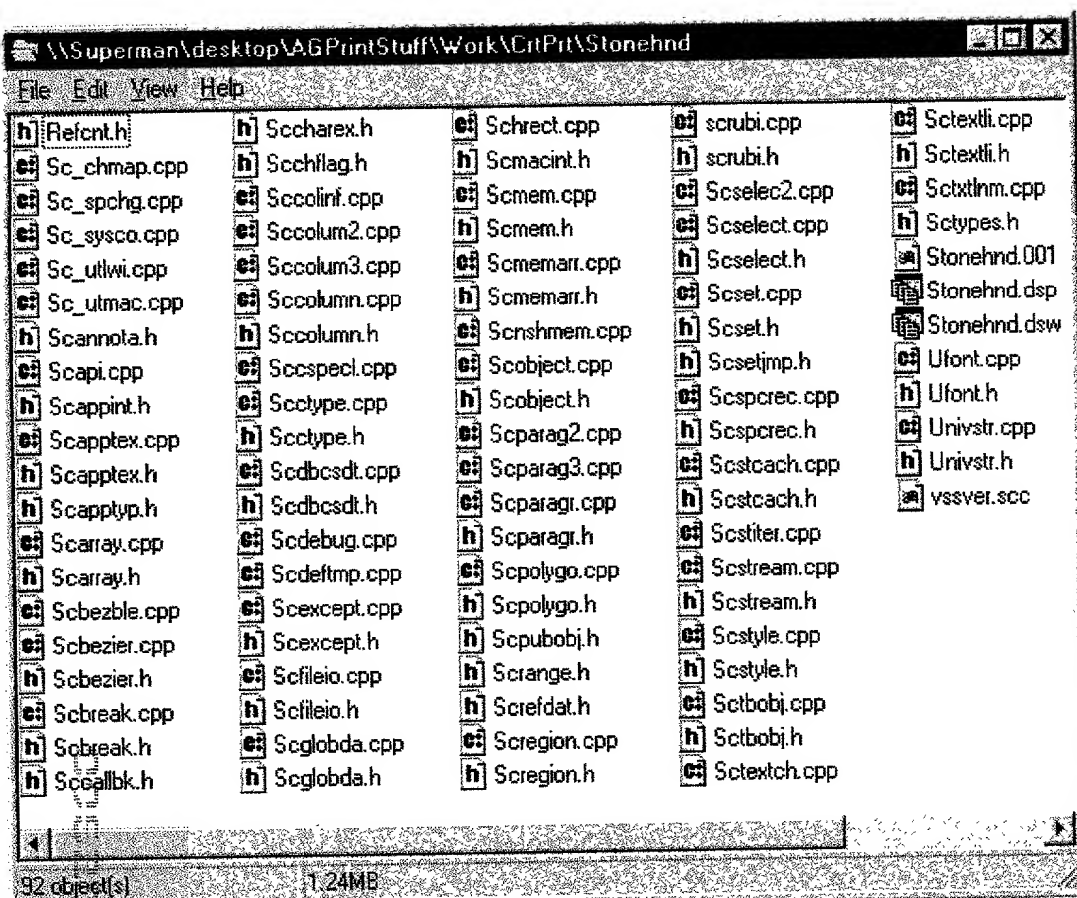 \\Superman\desktop\AGPrintStuff\Work\CrtPrt\Stonehnd
File Edit View Help
Refcnt.h
Sc_chmap.cpp
Sc_spchg.cpp
Sc_sysco.cpp
Sc_utlwi.cpp
Sc_utmac.cpp
Scannota.h
Scapi.cpp
Scappint.h
Scapptex.cpp
Scapptex.h
Scapptyp.h
Scarray.cpp
Scarray.h
Scbezble.cpp
Scbezier.cpp
Scbezier.h
Scbreak.cpp
Scbreak.h
Sccallbk.h
Sccharex.h
Scchflag.h
Sccolinf.cpp
Sccolum2.cpp
Sccolum3.cpp
Sccolumn.cpp
Sccolumn.h
Sccspecl.cpp
Scctype.cpp
Scctype.h
Scdbcsdt.cpp
Scdbcsdt.h
Scdebug.cpp
Scdeftmp.cpp
Scexcept.cpp
Scexcept.h
Scfileio.cpp
Scfileio.h
Scglobda.cpp
Scglobda.h
Schrect.cpp
Scmacint.h
Scmem.cpp
Scmem.h
Scmemarr.cpp
Scmemarr.h
Scnshmem.cpp
Scobject.cpp
Scobject.h
Scparag2.cpp
Scparag3.cpp
Scparagr.cpp
Scparagr.h
Scpolygo.cpp
Scpolygo.h
Scpubobj.h
Scrange.h
Screfdat.h
Scregion.cpp
Scregion.h
scrubi.cpp
scrubi.h
Scselec2.cpp
Scselect.cpp
Scselect.h
Scset.cpp
Scset.h
Scsetjmp.h
Scspcrec.cpp
Scspcrec.h
Scstcach.cpp
Scstcach.h
Scstiter.cpp
Scstream.cpp
Scstream.h
Scstyle.cpp
Scstyle.h
Sctbobj.cpp
Sctbobj.h
Sctextch.cpp
Sctextli.cpp
Sctextli.h
Sctxtlnm.cpp
Sctypes.h
Stonehnd.001
Stonehnd.dsp
Stonehnd.dsw
Ufont.cpp
Ufont.h
Univstr.cpp
Univstr.h
vssver.scc
92 object(s)
1.24MB